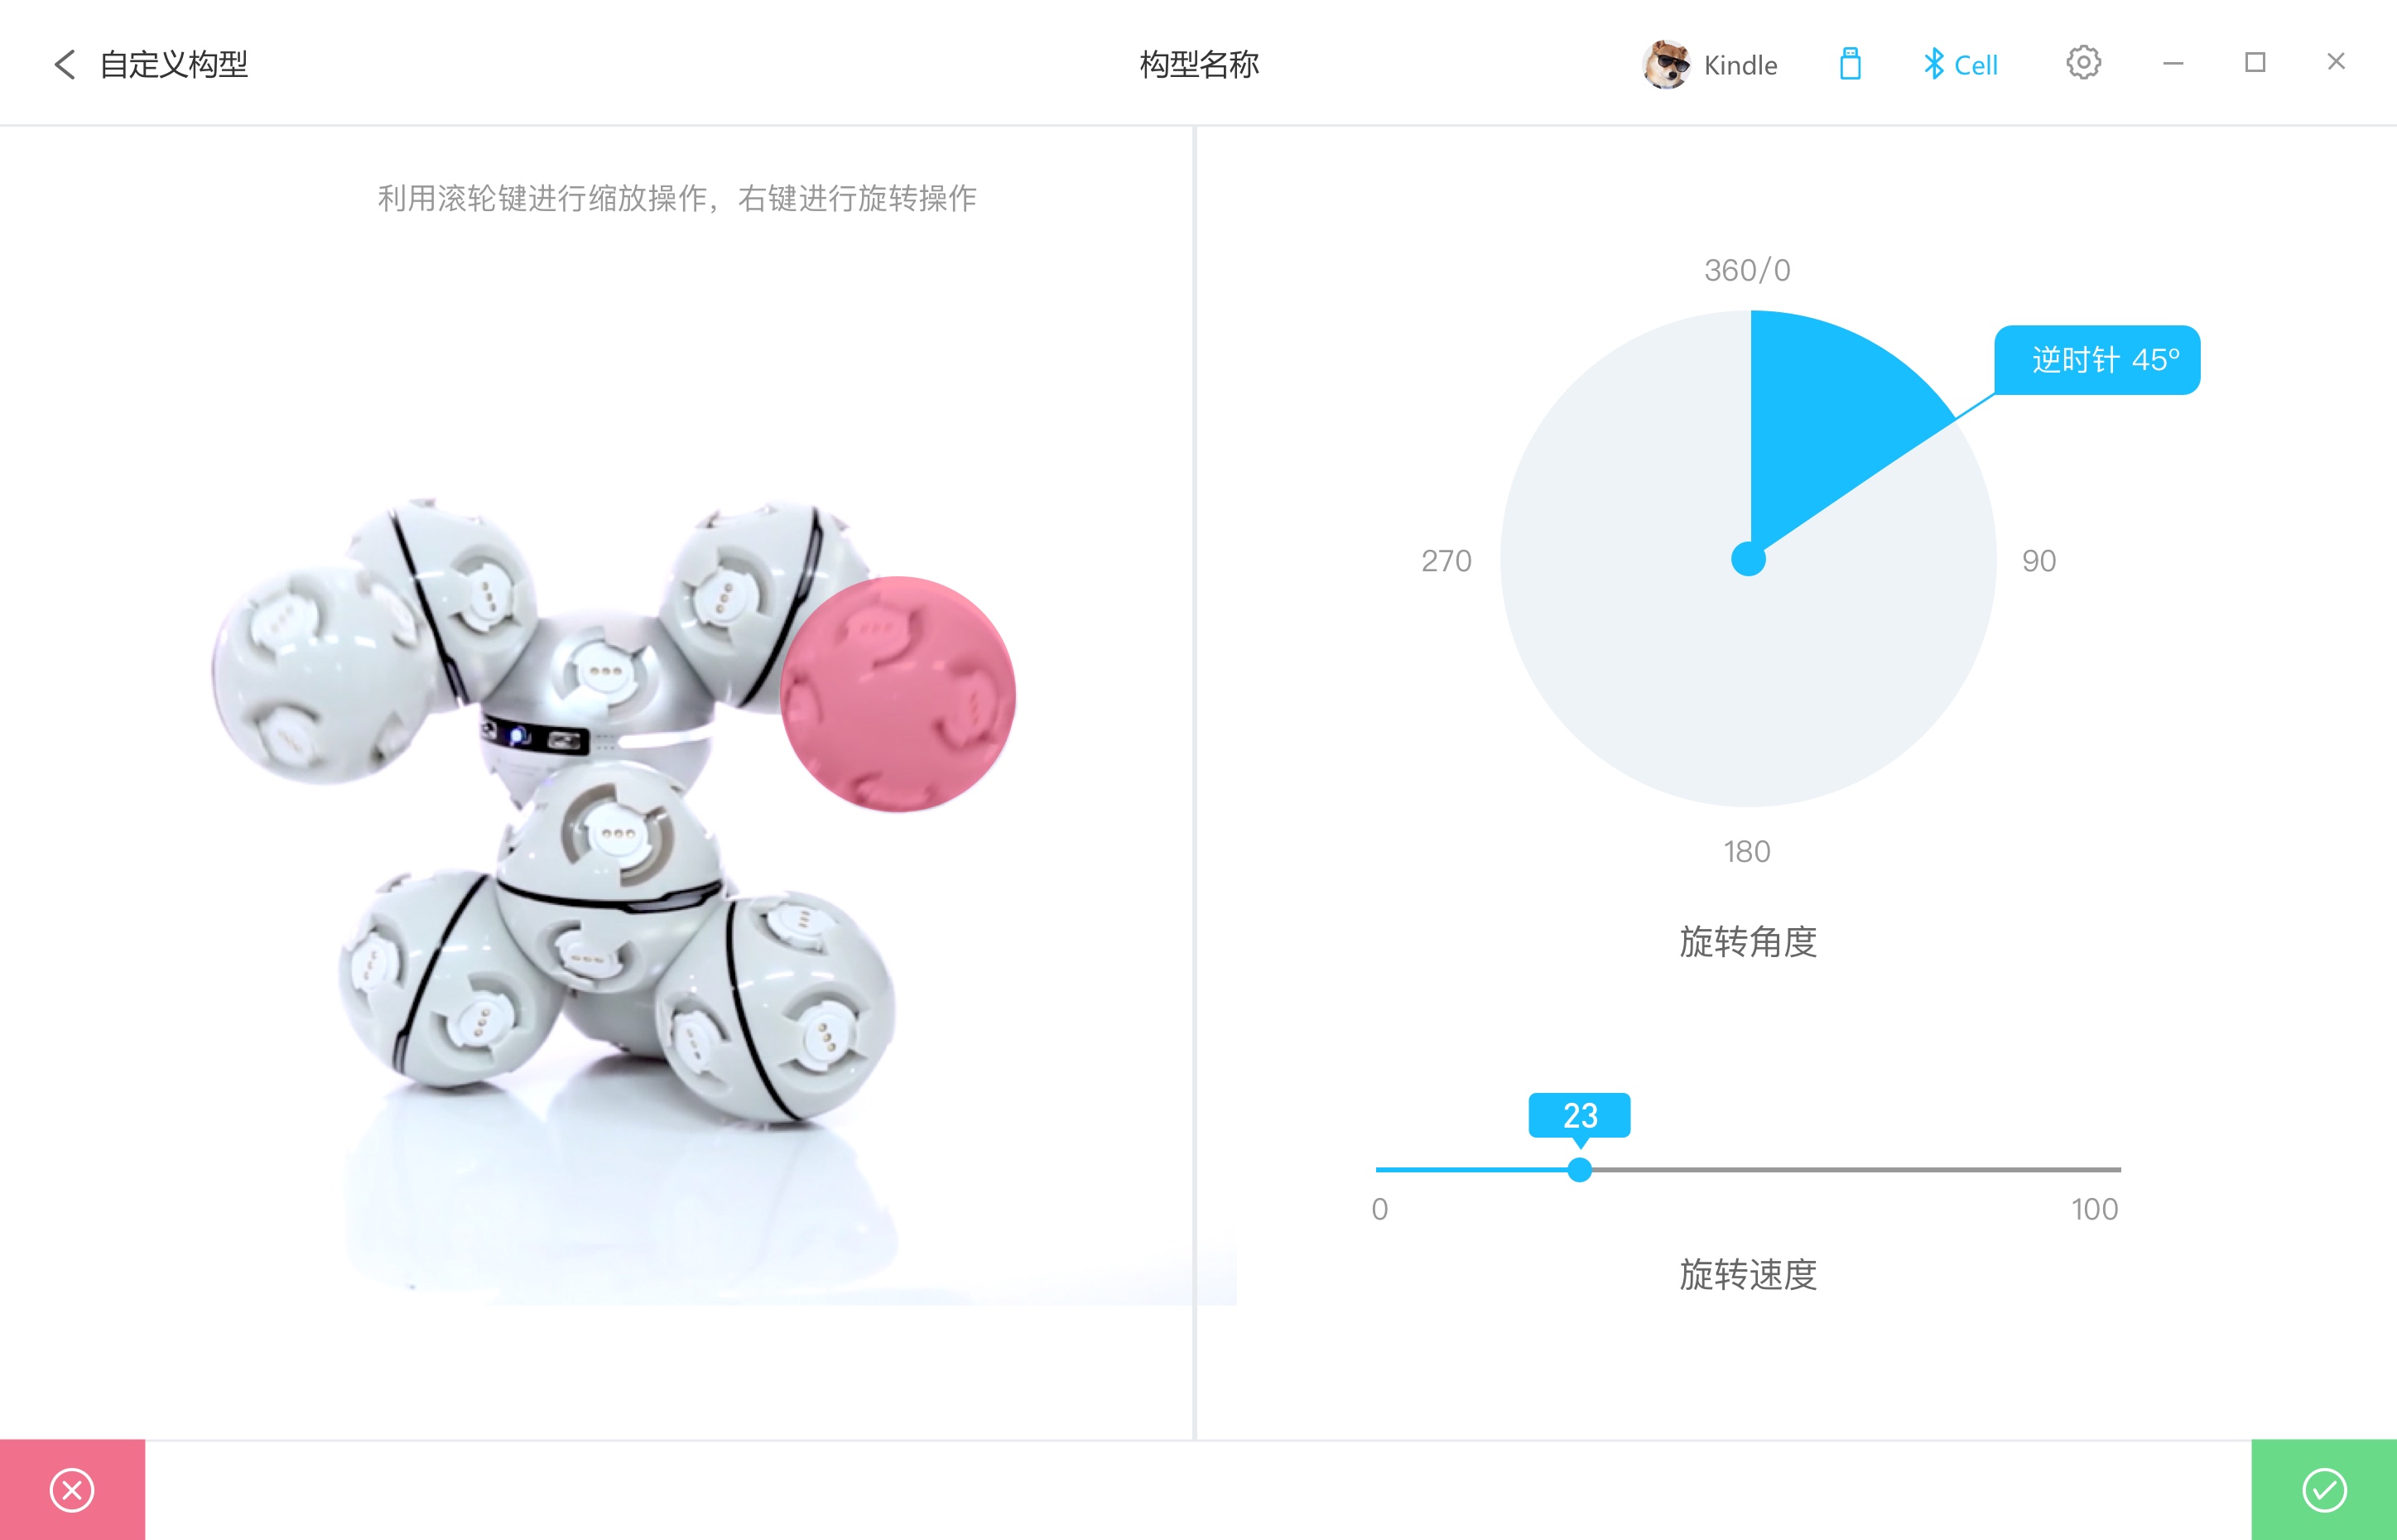 自定义构型
构型名称
Kindle
Cell
利用滚轮键进行缩放操作，右键进行旋转操作
360/0
逆时针 45°
270
90
180
旋转角度
23
0
100
旋转速度